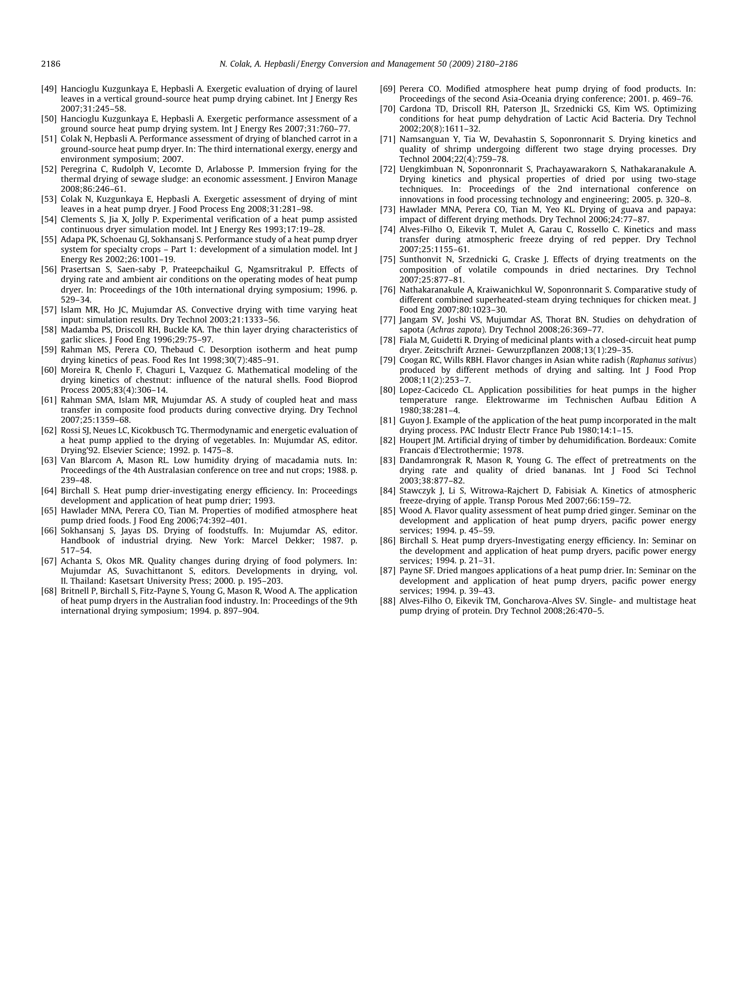 2186
N. Colak, A. Hepbasli / Energy Conversion and Management 50 (2009) 2180–2186
[49] Hancioglu Kuzgunkaya E, Hepbasli A. Exergetic evaluation of drying of laurel
leaves in a vertical ground-source heat pump drying cabinet. Int J Energy Res
2007;31:245–58.
[50] Hancioglu Kuzgunkaya E, Hepbasli A. Exergetic performance assessment of a
ground source heat pump drying system. Int J Energy Res 2007;31:760–77.
[51] Colak N, Hepbasli A. Performance assessment of drying of blanched carrot in a
ground-source heat pump dryer. In: The third international exergy, energy and
environment symposium; 2007.
[52] Peregrina C, Rudolph V, Lecomte D, Arlabosse P. Immersion frying for the
thermal drying of sewage sludge: an economic assessment. J Environ Manage
2008;86:246–61.
[53] Colak N, Kuzgunkaya E, Hepbasli A. Exergetic assessment of drying of mint
leaves in a heat pump dryer. J Food Process Eng 2008;31:281–98.
[54] Clements S, Jia X, Jolly P. Experimental verification of a heat pump assisted
continuous dryer simulation model. Int J Energy Res 1993;17:19–28.
[55] Adapa PK, Schoenau GJ, Sokhansanj S. Performance study of a heat pump dryer
system for specialty crops – Part 1: development of a simulation model. Int J
Energy Res 2002;26:1001–19.
[56] Prasertsan S, Saen-saby P, Prateepchaikul G, Ngamsritrakul P. Effects of
drying rate and ambient air conditions on the operating modes of heat pump
dryer. In: Proceedings of the 10th international drying symposium; 1996. p.
529–34.
[57] Islam MR, Ho JC, Mujumdar AS. Convective drying with time varying heat
input: simulation results. Dry Technol 2003;21:1333–56.
[58] Madamba PS, Driscoll RH, Buckle KA. The thin layer drying characteristics of
garlic slices. J Food Eng 1996;29:75–97.
[59] Rahman MS, Perera CO, Thebaud C. Desorption isotherm and heat pump
drying kinetics of peas. Food Res Int 1998;30(7):485–91.
[60] Moreira R, Chenlo F, Chaguri L, Vazquez G. Mathematical modeling of the
drying kinetics of chestnut: influence of the natural shells. Food Bioprod
Process 2005;83(4):306–14.
[61] Rahman SMA, Islam MR, Mujumdar AS. A study of coupled heat and mass
transfer in composite food products during convective drying. Dry Technol
2007;25:1359–68.
[62] Rossi SJ, Neues LC, Kicokbusch TG. Thermodynamic and energetic evaluation of
a heat pump applied to the drying of vegetables. In: Mujumdar AS, editor.
Drying'92. Elsevier Science; 1992. p. 1475–8.
[63] Van Blarcom A, Mason RL. Low humidity drying of macadamia nuts. In:
Proceedings of the 4th Australasian conference on tree and nut crops; 1988. p.
239–48.
[64] Birchall S. Heat pump drier-investigating energy efficiency. In: Proceedings
development and application of heat pump drier; 1993.
[65] Hawlader MNA, Perera CO, Tian M. Properties of modified atmosphere heat
pump dried foods. J Food Eng 2006;74:392–401.
[66] Sokhansanj S, Jayas DS. Drying of foodstuffs. In: Mujumdar AS, editor.
Handbook of industrial drying. New York: Marcel Dekker; 1987. p.
517–54.
[67] Achanta S, Okos MR. Quality changes during drying of food polymers. In:
Mujumdar AS, Suvachittanont S, editors. Developments in drying, vol.
II. Thailand: Kasetsart University Press; 2000. p. 195–203.
[68] Britnell P, Birchall S, Fitz-Payne S, Young G, Mason R, Wood A. The application
of heat pump dryers in the Australian food industry. In: Proceedings of the 9th
international drying symposium; 1994. p. 897–904.
[69] Perera CO. Modified atmosphere heat pump drying of food products. In:
Proceedings of the second Asia-Oceania drying conference; 2001. p. 469–76.
[70] Cardona TD, Driscoll RH, Paterson JL, Srzednicki GS, Kim WS. Optimizing
conditions for heat pump dehydration of Lactic Acid Bacteria. Dry Technol
2002;20(8):1611–32.
[71] Namsanguan Y, Tia W, Devahastin S, Soponronnarit S. Drying kinetics and
quality of shrimp undergoing different two stage drying processes. Dry
Technol 2004;22(4):759–78.
[72] Uengkimbuan N, Soponronnarit S, Prachayawarakorn S, Nathakaranakule A.
Drying kinetics and physical properties of dried por using two-stage
techniques. In: Proceedings of the 2nd international conference on
innovations in food processing technology and engineering; 2005. p. 320–8.
[73] Hawlader MNA, Perera CO, Tian M, Yeo KL. Drying of guava and papaya:
impact of different drying methods. Dry Technol 2006;24:77–87.
[74] Alves-Filho O, Eikevik T, Mulet A, Garau C, Rossello C. Kinetics and mass
transfer during atmospheric freeze drying of red pepper. Dry Technol
2007;25:1155–61.
[75] Sunthonvit N, Srzednicki G, Craske J. Effects of drying treatments on the
composition of volatile compounds in dried nectarines. Dry Technol
2007;25:877–81.
[76] Nathakaranakule A, Kraiwanichkul W, Soponronnarit S. Comparative study of
different combined superheated-steam drying techniques for chicken meat. J
Food Eng 2007;80:1023–30.
[77] Jangam SV, Joshi VS, Mujumdar AS, Thorat BN. Studies on dehydration of
sapota (Achras zapota). Dry Technol 2008;26:369–77.
[78] Fiala M, Guidetti R. Drying of medicinal plants with a closed-circuit heat pump
dryer. Zeitschrift Arznei- Gewurzpflanzen 2008;13(1):29–35.
[79] Coogan RC, Wills RBH. Flavor changes in Asian white radish (Raphanus sativus)
produced by different methods of drying and salting. Int J Food Prop
2008;11(2):253–7.
[80] Lopez-Cacicedo CL. Application possibilities for heat pumps in the higher
temperature range. Elektrowarme im Technischen Aufbau Edition A
1980;38:281–4.
[81] Guyon J. Example of the application of the heat pump incorporated in the malt
drying process. PAC Industr Electr France Pub 1980;14:1–15.
[82] Houpert JM. Artificial drying of timber by dehumidification. Bordeaux: Comite
Francais d'Electrothermie; 1978.
[83] Dandamrongrak R, Mason R, Young G. The effect of pretreatments on the
drying rate and quality of dried bananas. Int J Food Sci Technol
2003;38:877–82.
[84] Stawczyk J, Li S, Witrowa-Rajchert D, Fabisiak A. Kinetics of atmospheric
freeze-drying of apple. Transp Porous Med 2007;66:159–72.
[85] Wood A. Flavor quality assessment of heat pump dried ginger. Seminar on the
development and application of heat pump dryers, pacific power energy
services; 1994. p. 45–59.
[86] Birchall S. Heat pump dryers-Investigating energy efficiency. In: Seminar on
the development and application of heat pump dryers, pacific power energy
services; 1994. p. 21–31.
[87] Payne SF. Dried mangoes applications of a heat pump drier. In: Seminar on the
development and application of heat pump dryers, pacific power energy
services; 1994. p. 39–43.
[88] Alves-Filho O, Eikevik TM, Goncharova-Alves SV. Single- and multistage heat
pump drying of protein. Dry Technol 2008;26:470–5.